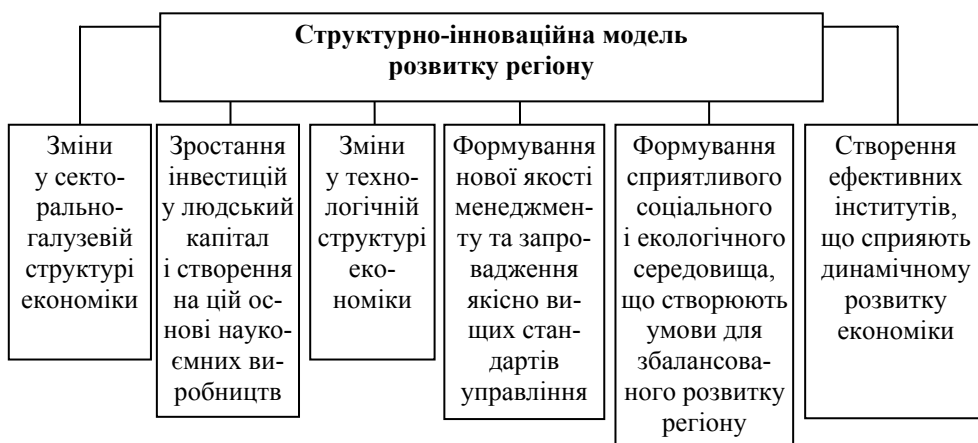 Структурно-інноваційна модель
розвитку регіону
Зміни
у секто-
рально-
галузевій
структурі
економіки
Зростання
інвестицій
у людський
капітал
і створення
на цій ос-
нові науко-
ємних ви-
робництв
Зміни
у техно-
логічній
структурі
еко-
номіки
Формування
нової якості
менеджмен-
ту та запро-
вадження
якісно ви-
щих стан-
дартів
управління
Формування
сприятливого
соціального
і екологічного
середовища,
що створюють
умови для
збалансова-
ного розвитку
регіону
Створення
ефективних
інститутів,
що сприяють
динамічному
розвитку
економіки